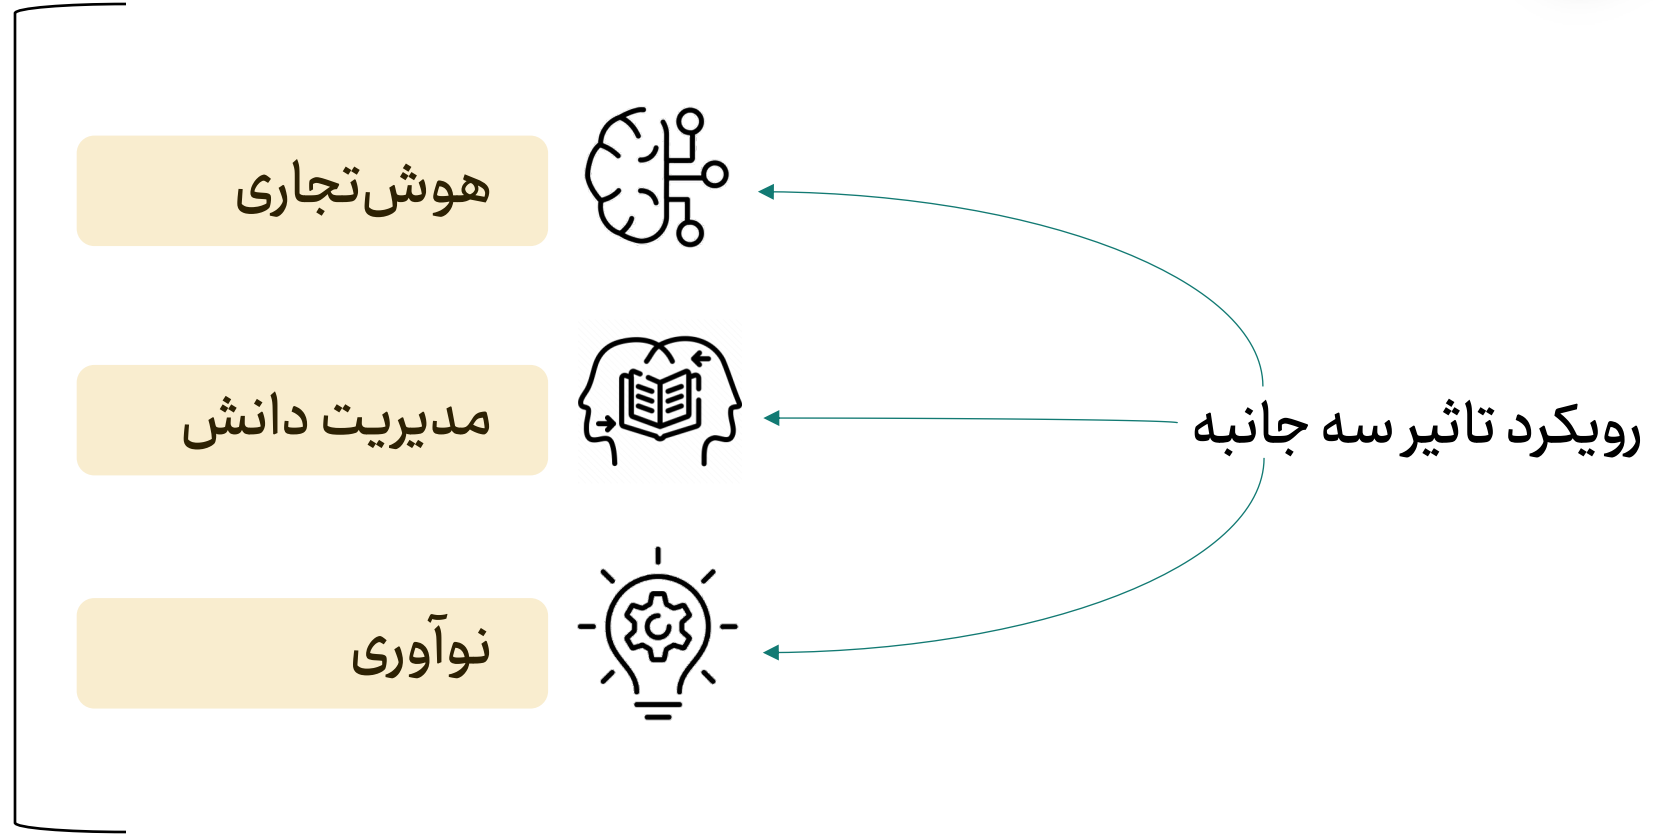 رویکرد تاثیر سه جانبه
هوش‌تجاری
مدیریت دانش
نوآوری